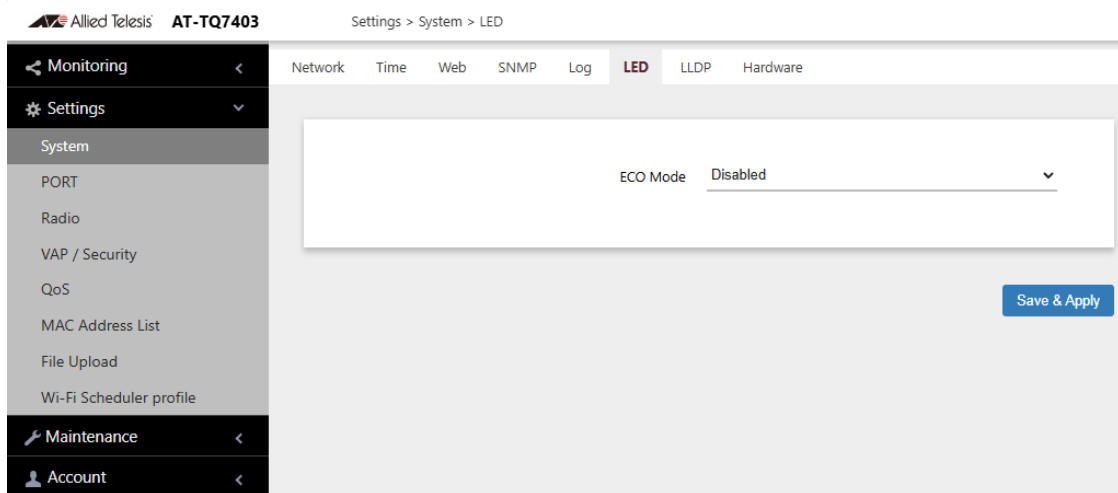 Allied Telesis AT-TQ7403 Settings > System > LED
Monitoring
Network Time Web SNMP Log LED LLDP Hardware
Settings
System
PORT
Radio
VAP / Security
QoS
MAC Address List
File Upload
Wi-Fi Scheduler profile
Maintenance
Account
ECO Mode Disabled
Save & Apply